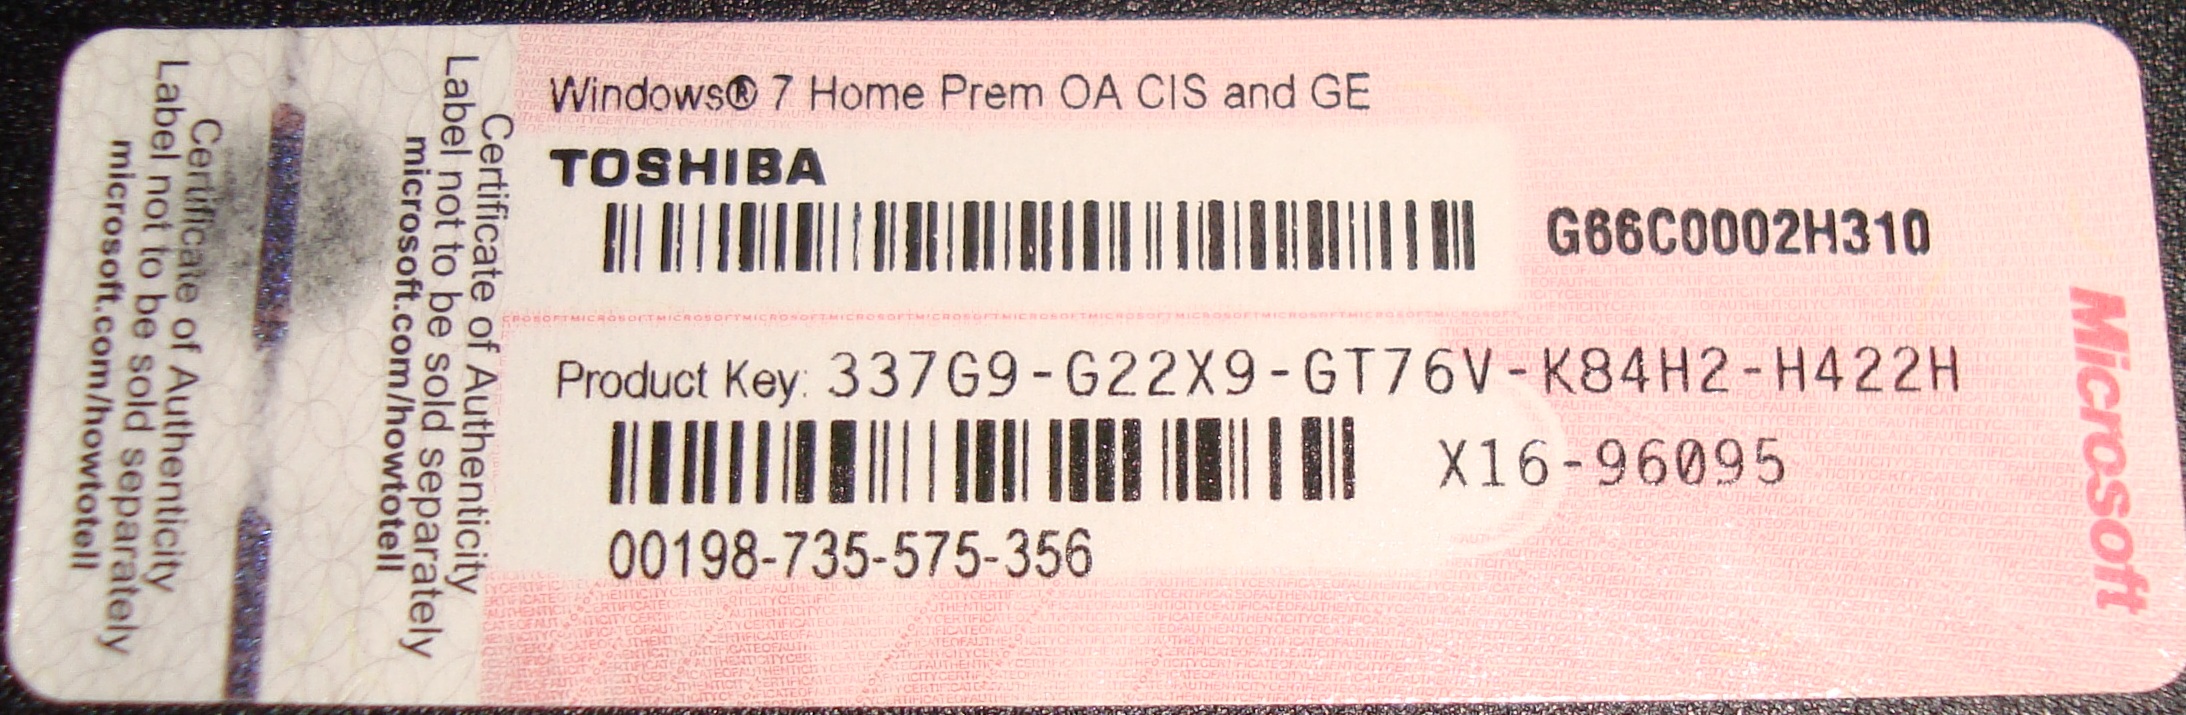 Windows® 7 Home Prem OA CIS and GE
TOSHIBA
G66C0002H310
Product Key: 337G9-G22X9-GT76V-K84H2-H422H
X16-96095
00198-735-575-356
Microsoft
Certificate of Authenticity
Label not to be sold separately
microsoft.com/howtotell
Certificate of Authenticity
Label not to be sold separately
microsoft.com/howtotell